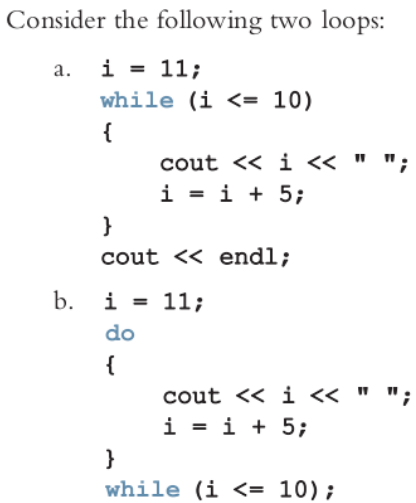 Consider the following two loops:
a. i = 11;
while (i <= 10)
{
cout << i << " ";
i = i + 5;
}
cout << endl;
b. i = 11;
do
{
cout << i << " ";
i = i + 5;
}
while (i <= 10);